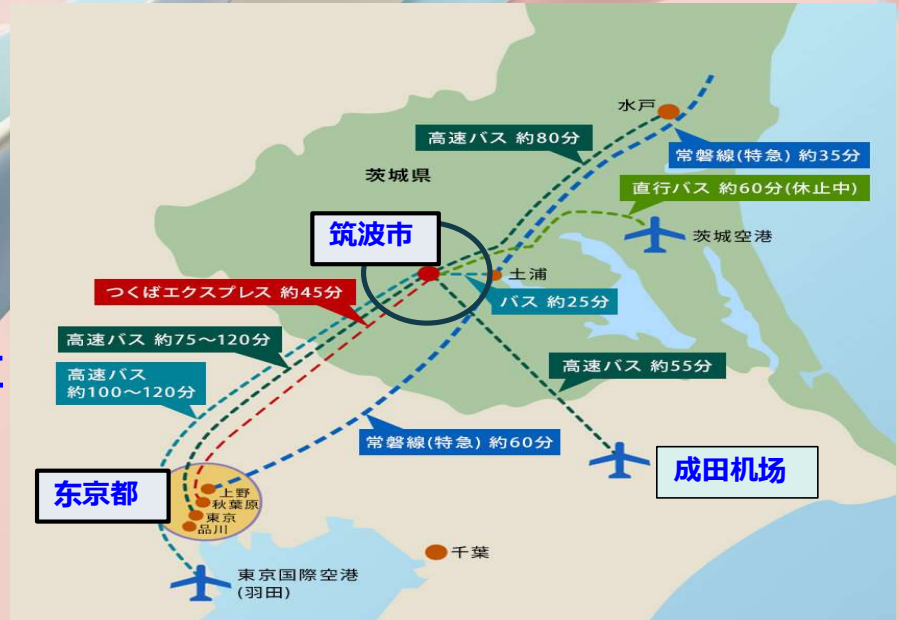 水戸
高速バス 約80分
常磐線(特急) 約35分
茨城県
直行バス 約60分(休止中)
筑波市
茨城空港
土浦
つくばエクスプレス 約45分
バス 約25分
高速バス 約75～120分
高速バス 約55分
高速バス
約100～120分
常磐線(特急) 約60分
成田机场
东京都
上野
秋葉原
東京
品川
千葉
東京国際空港
(羽田)